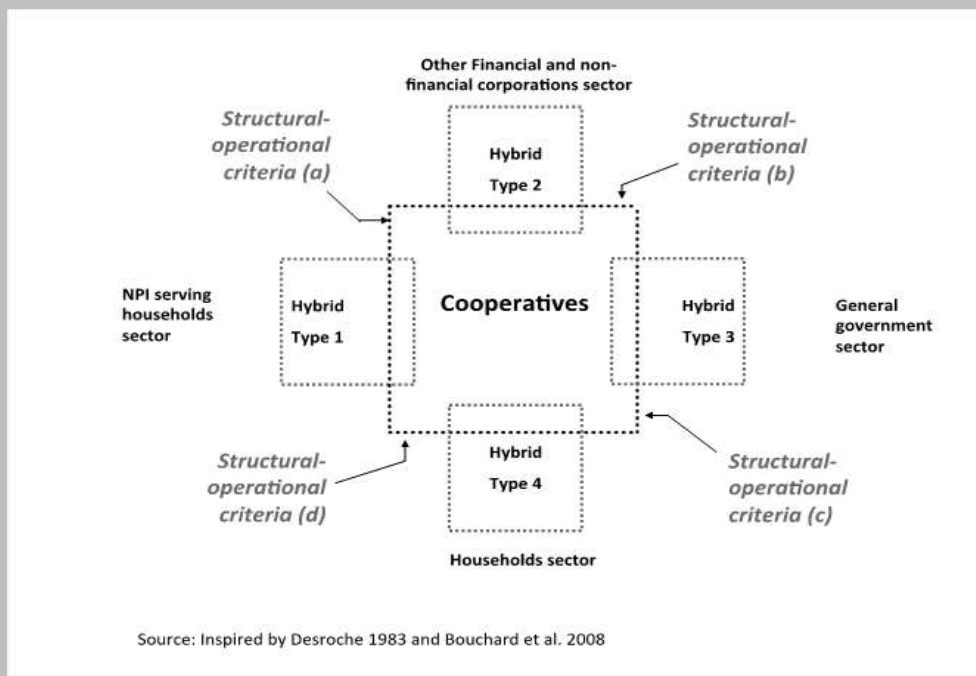 Other Financial and non-
financial corporations sector
Structural-
operational
criteria (a)
Structural-
operational
criteria (b)
Hybrid
Type 2
NPI serving
households
sector
Hybrid
Type 1
Cooperatives
Hybrid
Type 3
General
government
sector
Structural-
operational
criteria (d)
Hybrid
Type 4
Structural-
operational
criteria (c)
Households sector
Source: Inspired by Desroche 1983 and Bouchard et al. 2008